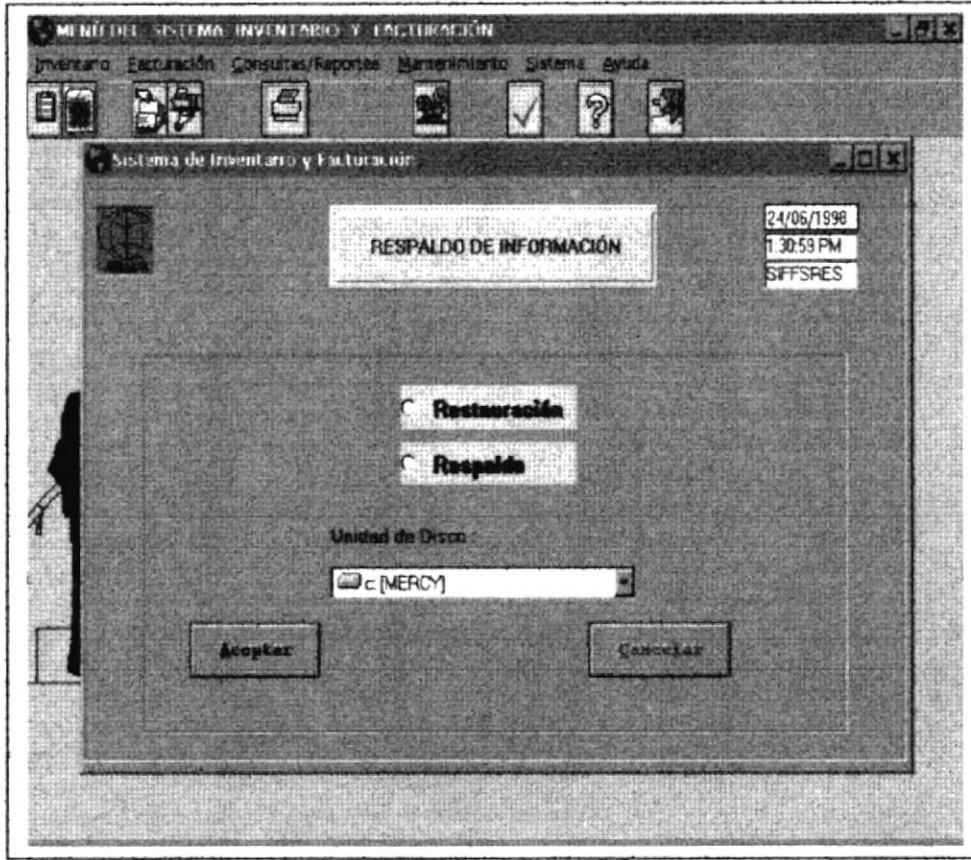 MENÚ DEL SISTEMA INVENTARIO Y FACTURACIÓN
Inventario Facturación Consultas/Reportes Mantenimiento Sistema Ayuda
Sistema de Inventario y Facturación
RESPALDO DE INFORMACIÓN
24/06/1998
1:30:59 PM
SIFFSRES
Restauración
Respaldo
Unidad de Disco :
c: [MERCY]
Aceptar Cancelar